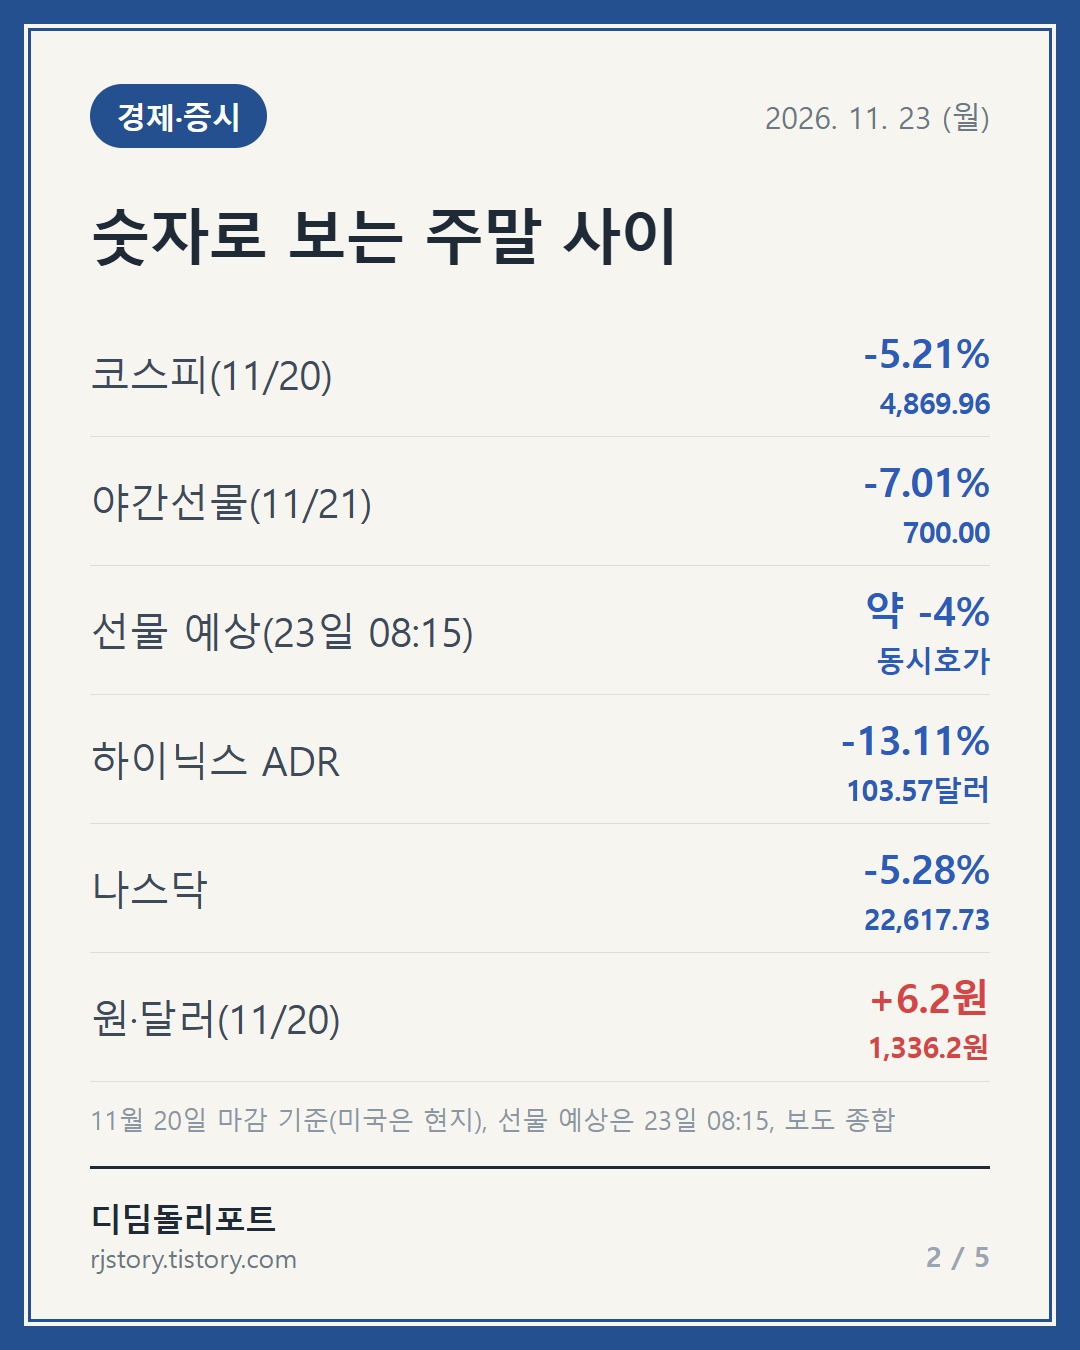 경제·증시
2026. 11. 23 (월)
숫자로 보는 주말 사이
코스피(11/20)
-5.21%
4,869.96
야간선물(11/21)
-7.01%
700.00
선물 예상(23일 08:15)
약 -4%
동시호가
하이닉스 ADR
-13.11%
103.57달러
나스닥
-5.28%
22,617.73
원·달러(11/20)
+6.2원
1,336.2원
11월 20일 마감 기준(미국은 현지), 선물 예상은 23일 08:15, 보도 종합
디딤돌리포트
rjstory.tistory.com
2 / 5